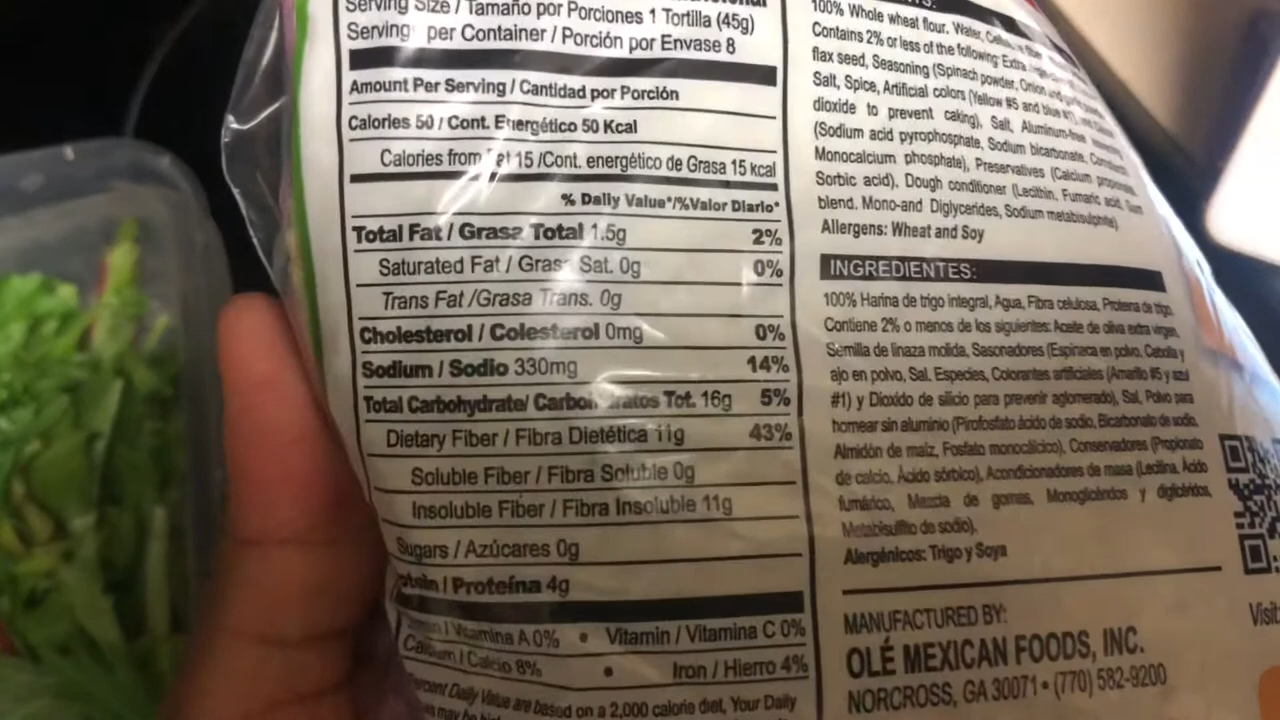 Serving Size / Tamaño por Porciones 1 Tortilla (45g)
Serving per Container / Porción por Envase 8
Amount Per Serving / Cantidad por Porción
Calories 50 / Cont. Energético 50 Kcal
Calories from 15 /Cont. energético de Grasa 15 kcal
% Daily Value*/%Valor Diario*
Total Fat / Grasa Total 1.5g 2%
Saturated Fat / Grasa Sat. 0g 0%
Trans Fat /Grasa Trans. 0g
Cholesterol / Colesterol 0mg 0%
Sodium / Sodio 330mg 14%
Total Carbohydrate/ Tot. 16g 5%
Dietary Fiber / Fibra Dietética 11g 43%
Soluble Fiber / Fibra Soluble 0g
Insoluble Fiber / Fibra Insoluble 11g
Sugars / Azúcares 0g
/ Proteína 4g
/ Vitamina A 0% • Vitamin / Vitamina C 0%
Calcium / Calcio 8% • Iron / Hierro 4%
Percent Daily Value are based on a 2,000 calorie diet, Your Daily
may be
100% Whole wheat flour, Water,
Contains 2% or less of the following: Extra
flax seed, Seasoning (Spinach powder, Onion
Salt, Spice, Artificial colors (Yellow #5 and blue #1)
dioxide to prevent caking), Salt, Aluminum-free
(Sodium acid pyrophosphate, Sodium bicarbonate,
Monocalcium phosphate), Preservatives (Calcium
Sorbic acid), Dough conditioner (Lecithin, Fumaric acid,
blend, Mono-and Diglycerides, Sodium metabisulphite)
Allergens: Wheat and Soy
INGREDIENTES:
100% Harina de trigo integral, Agua, Fibra celulosa, Proteina de trigo.
Contiene 2% o menos de los siguientes: Aceite de oliva extra virgen,
Semilla de linaza molida, Sasonadores (Espinaca en polvo, Cebolla y
ajo en polvo, Sal, Especies, Colorantes artificiales (Amarillo #5 y azul
#1) y Dioxido de silicio para prevenir aglomerado), Sal, Polvo para
hornear sin aluminio (Pirofosfato ácido de sodio, Bicarbonato de sodio,
Almidón de maiz, Fosfato monocálcico), Conservadores (Propionato
de calcio, Ácido sórbico), Acondicionadores de masa (Lecitina, Ácido
fumárico, Mezcla de gomas, Monoglicéridos y diglicéridos,
Metabisulfito de sodio).
Alergénicos: Trigo y Soya
MANUFACTURED BY:
OLÉ MEXICAN FOODS, INC.
NORCROSS, GA 30071 • (770) 582-9200
Visit